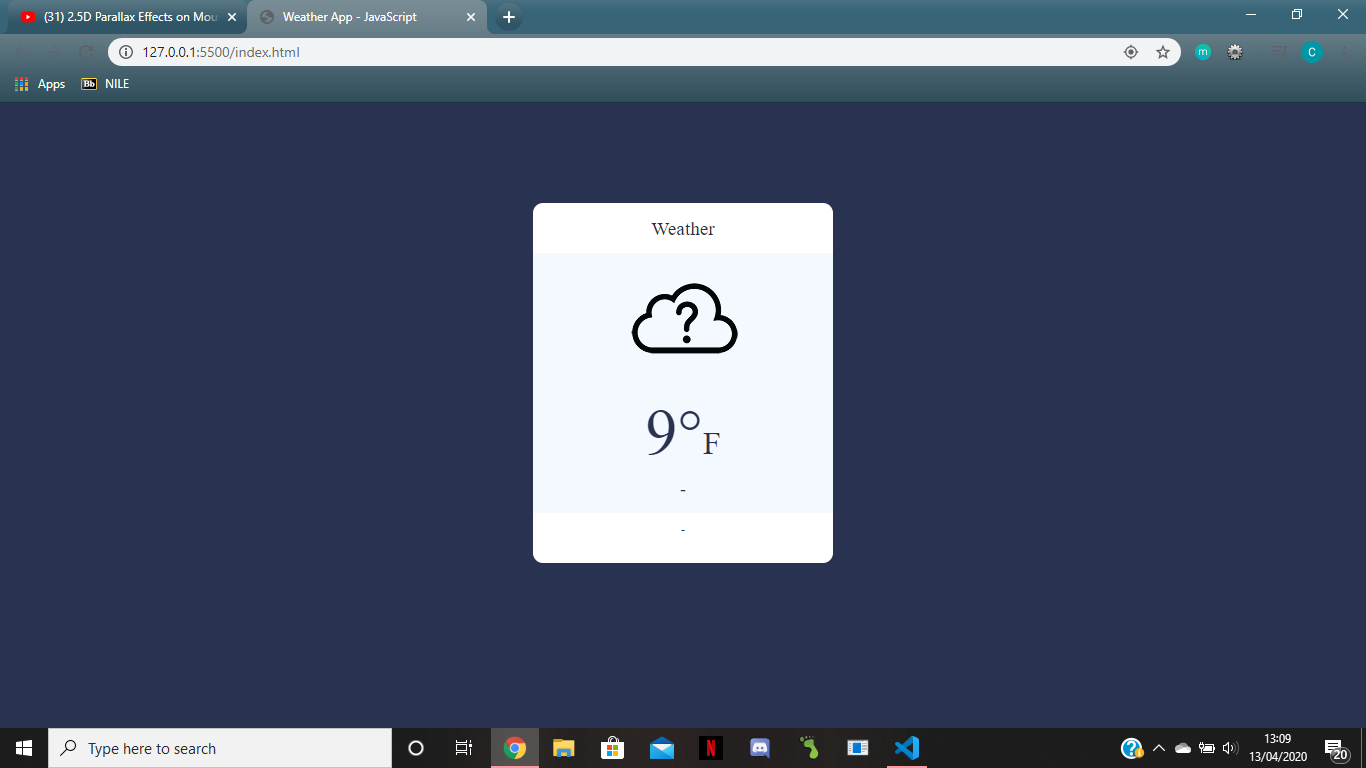 (31) 2.5D Parallax Effects on Mou
Weather App - JavaScript
127.0.0.1:5500/index.html
m
C
Apps
Bb NILE
Weather
?
9°F
-
-
Type here to search
N
?
13:09
13/04/2020
20